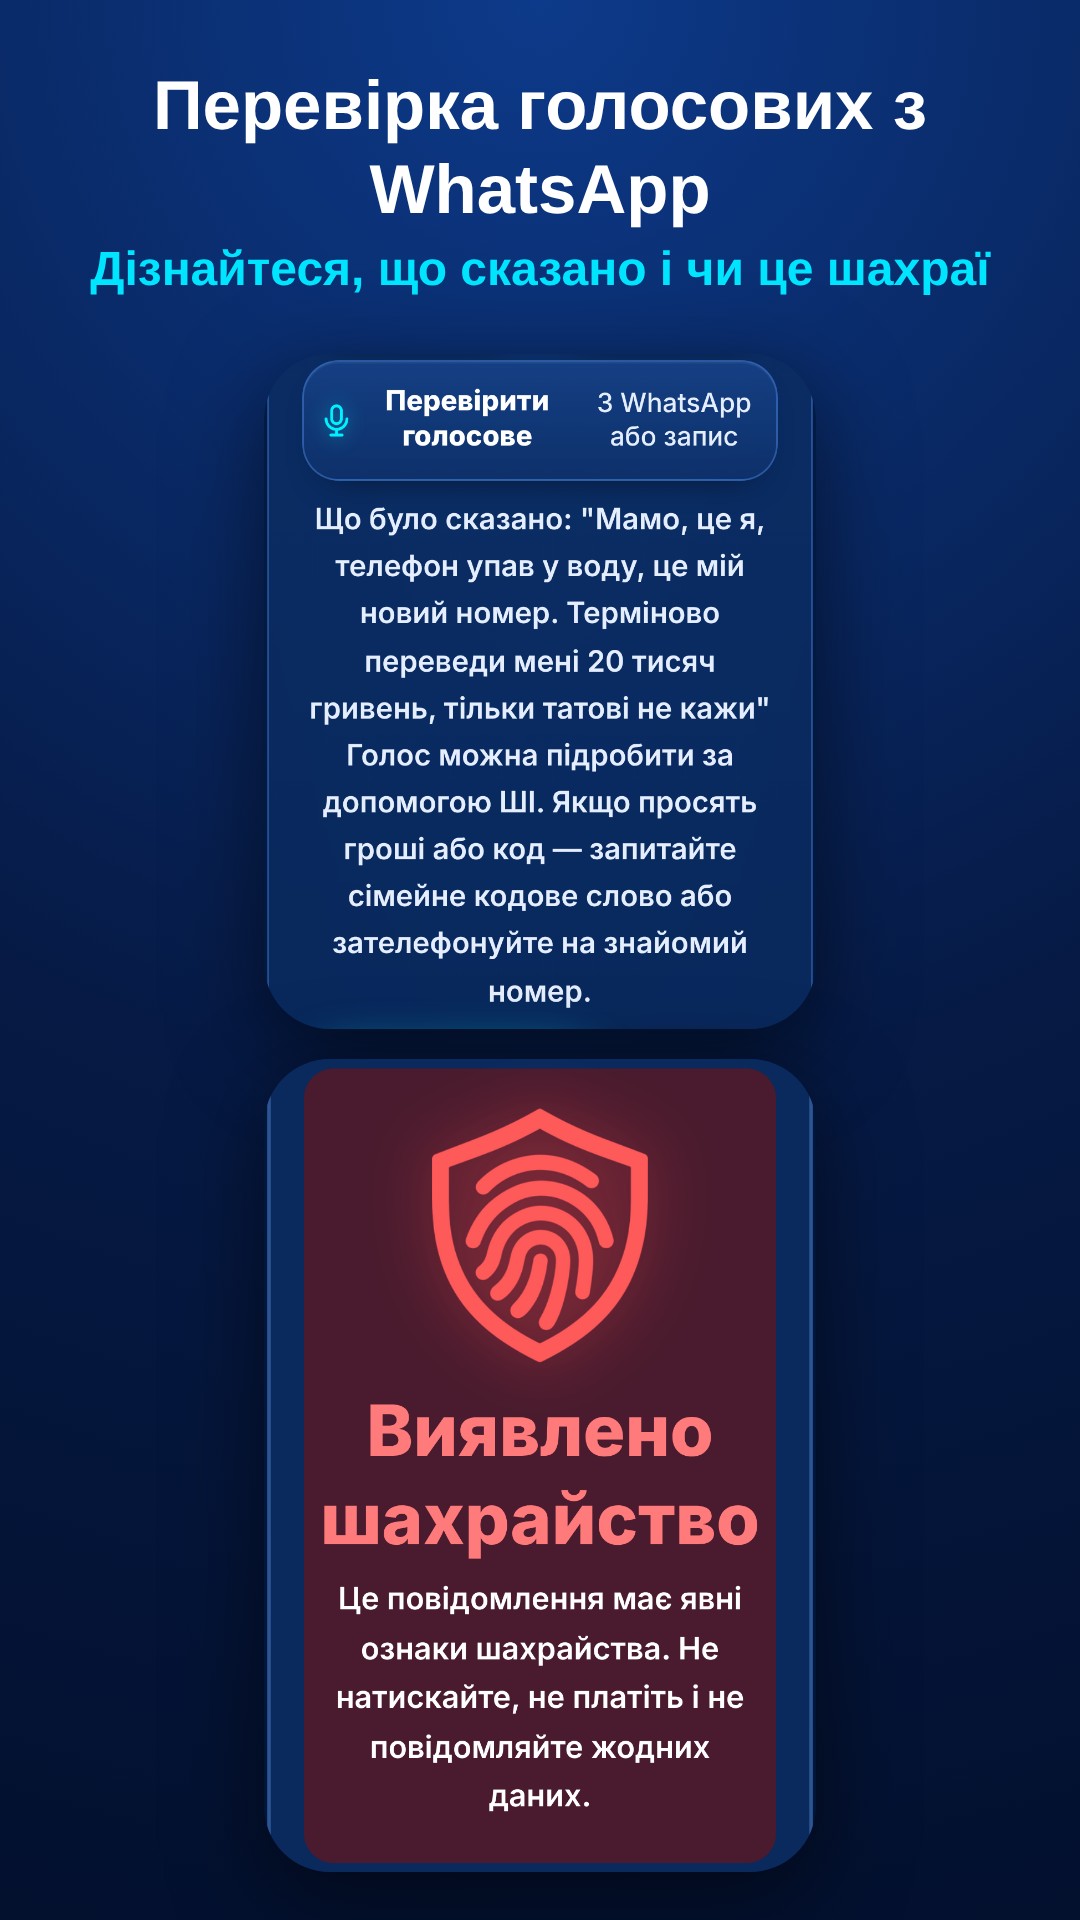 Перевірка голосових з
WhatsApp
Дізнайтеся, що сказано і чи це шахраї
Перевірити
голосове
З WhatsApp
або запис
Що було сказано: "Мамо, це я,
телефон упав у воду, це мій
новий номер. Терміново
переведи мені 20 тисяч
гривень, тільки татові не кажи"
Голос можна підробити за
допомогою ШІ. Якщо просять
гроші або код — запитайте
сімейне кодове слово або
зателефонуйте на знайомий
номер.
Виявлено
шахрайство
Це повідомлення має явні
ознаки шахрайства. Не
натискайте, не платіть і не
повідомляйте жодних
даних.